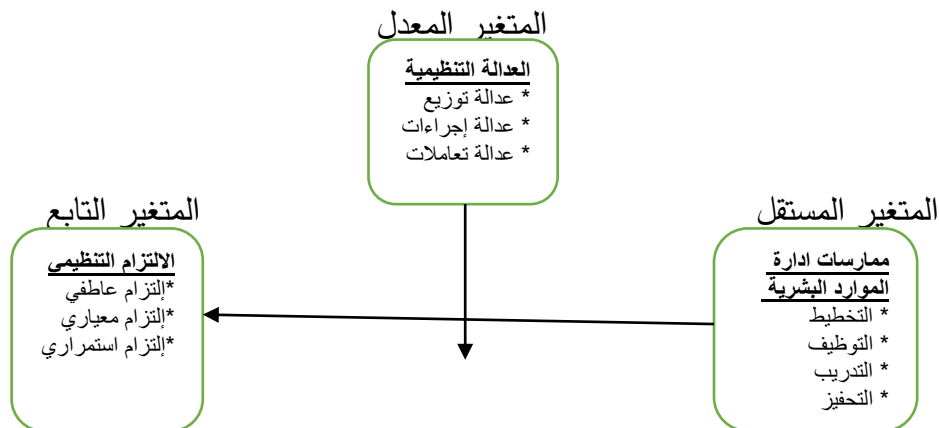 المتغير المعدل
العدالة التنظيمية
* عدالة توزيع
* عدالة إجراءات
* عدالة تعاملات
المتغير المستقل
ممارسات ادارة
الموارد البشرية
* التخطيط
* التوظيف
* التدريب
* التحفيز
المتغير التابع
الالتزام التنظيمي
*إلتزام عاطفي
*إلتزام معياري
*إلتزام استمراري